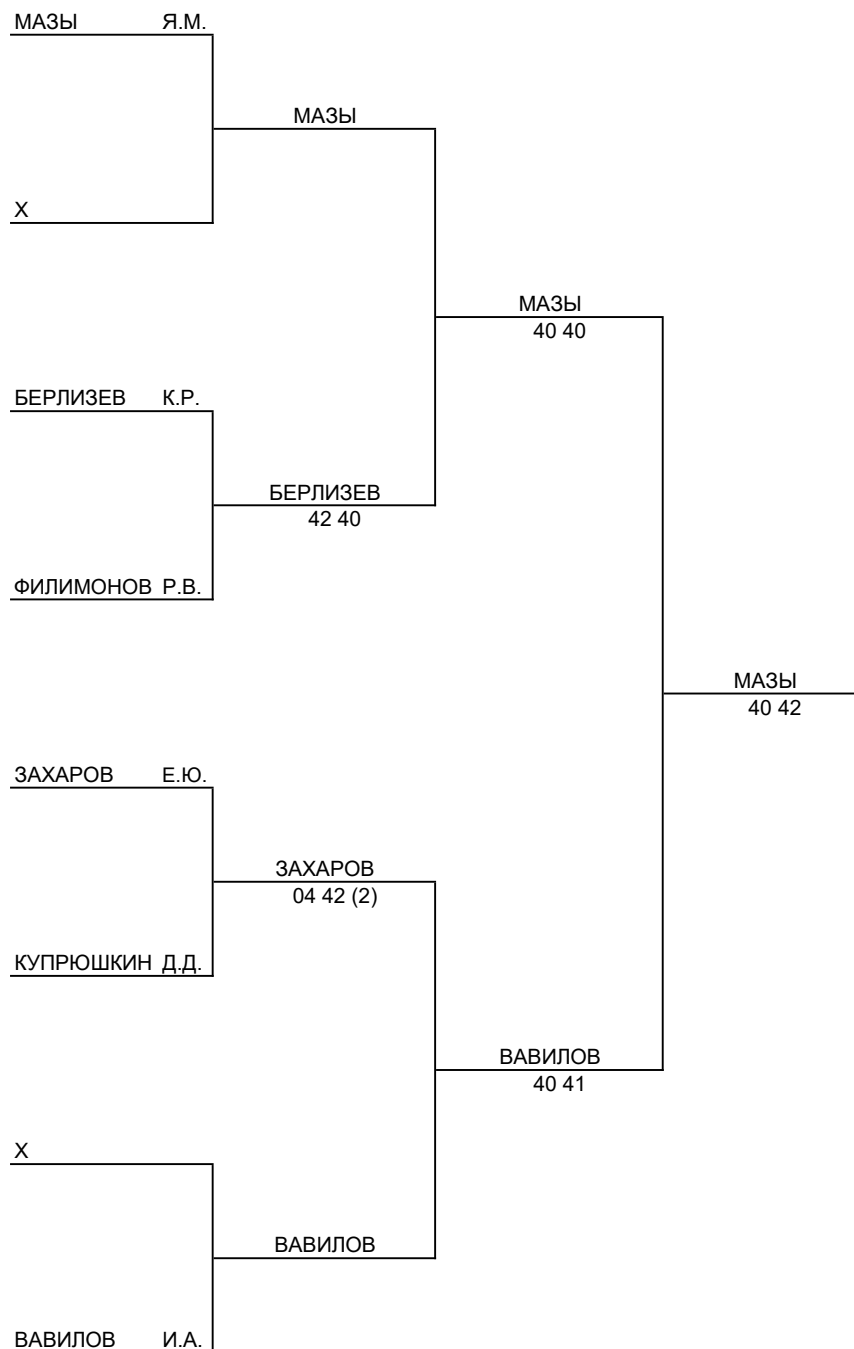 МАЗЫ Я.М.
МАЗЫ
Х
МАЗЫ
40 40
БЕРЛИЗЕВ К.Р.
БЕРЛИЗЕВ
42 40
ФИЛИМОНОВ Р.В.
МАЗЫ
40 42
ЗАХАРОВ Е.Ю.
ЗАХАРОВ
04 42 (2)
КУПРЮШКИН Д.Д.
ВАВИЛОВ
40 41
Х
ВАВИЛОВ
ВАВИЛОВ И.А.